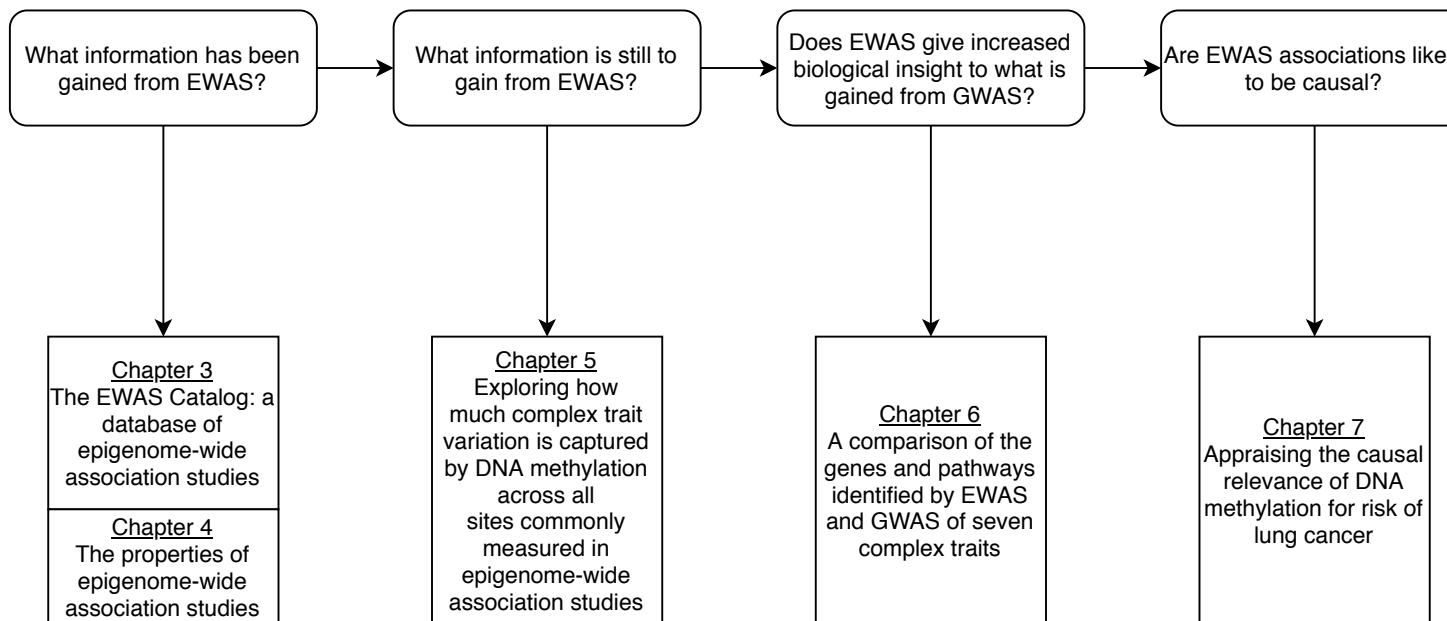 What information has been
gained from EWAS?
What information is still to
gain from EWAS?
Does EWAS give increased
biological insight to what is
gained from GWAS?
Are EWAS associations like
to be causal?
Chapter 3
The EWAS Catalog: a
database of
epigenome-wide
association studies
Chapter 4
The properties of
epigenome-wide
association studies
Chapter 5
Exploring how
much complex trait
variation is captured
by DNA methylation
across all
sites commonly
measured in
epigenome-wide
association studies
Chapter 6
A comparison of the
genes and pathways
identified by EWAS
and GWAS of seven
complex traits
Chapter 7
Appraising the causal
relevance of DNA
methylation for risk of
lung cancer